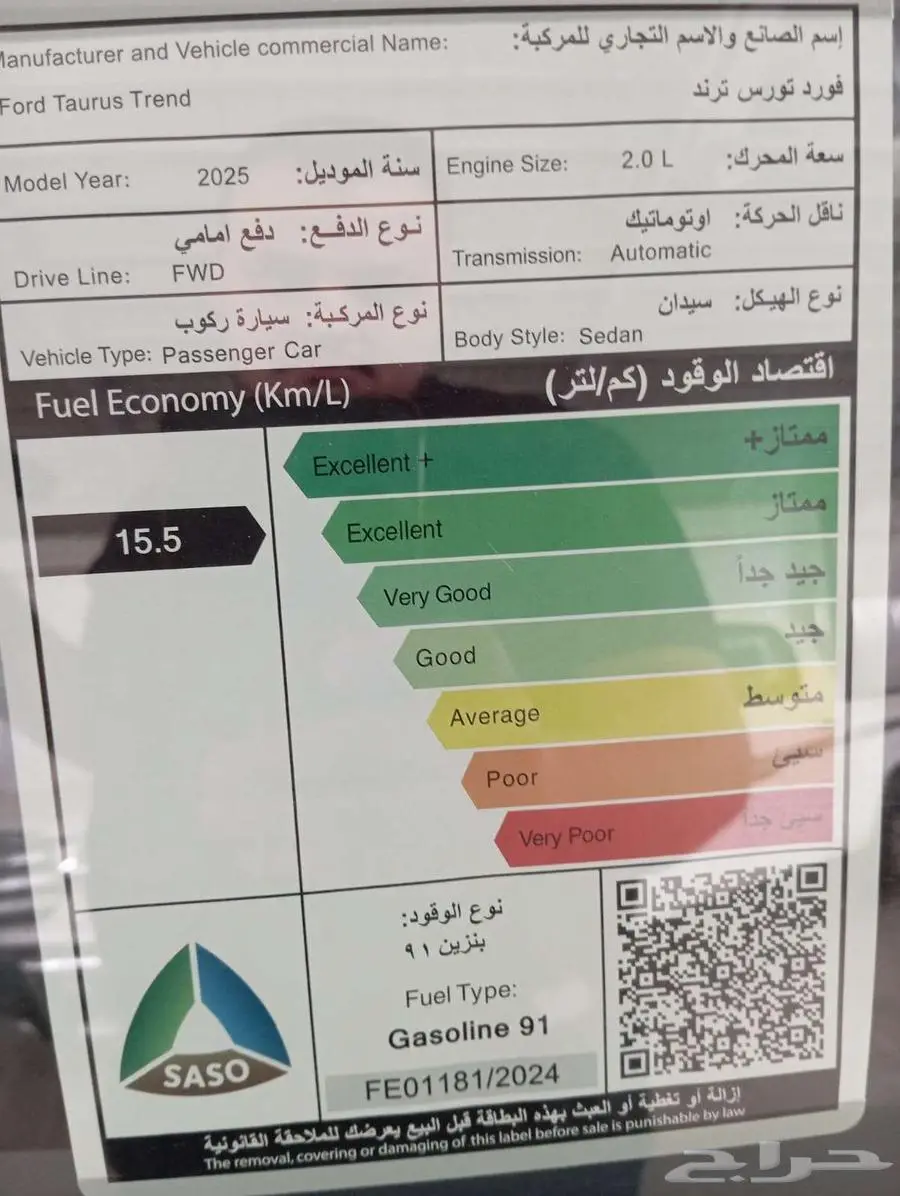 Manufacturer and Vehicle commercial Name: إسم الصانع والاسم التجاري للمركبة:
Ford Taurus Trend فورد تورس ترند
Model Year: 2025 سنة الموديل:
Engine Size: 2.0 L سعة المحرك:
نوع الدفع: دفع امامي
Drive Line: FWD
ناقل الحركة: اوتوماتيك
Transmission: Automatic
نوع المركبة: سيارة ركوب
Vehicle Type: Passenger Car
نوع الهيكل: سيدان
Body Style: Sedan
Fuel Economy (Km/L) اقتصاد الوقود (كم/لتر)
Excellent + ممتاز+
15.5
Excellent ممتاز
Very Good جيد جداً
Good جيد
Average متوسط
Poor سيئ
Very Poor سيئ جداً
نوع الوقود:
بنزين ٩١
Fuel Type:
Gasoline 91
FE01181/2024
SASO
إزالة أو تغطية أو العبث بهذه البطاقة قبل البيع يعرضك للملاحقة القانونية
The removal, covering or damaging of this label before sale is punishable by law
حراج